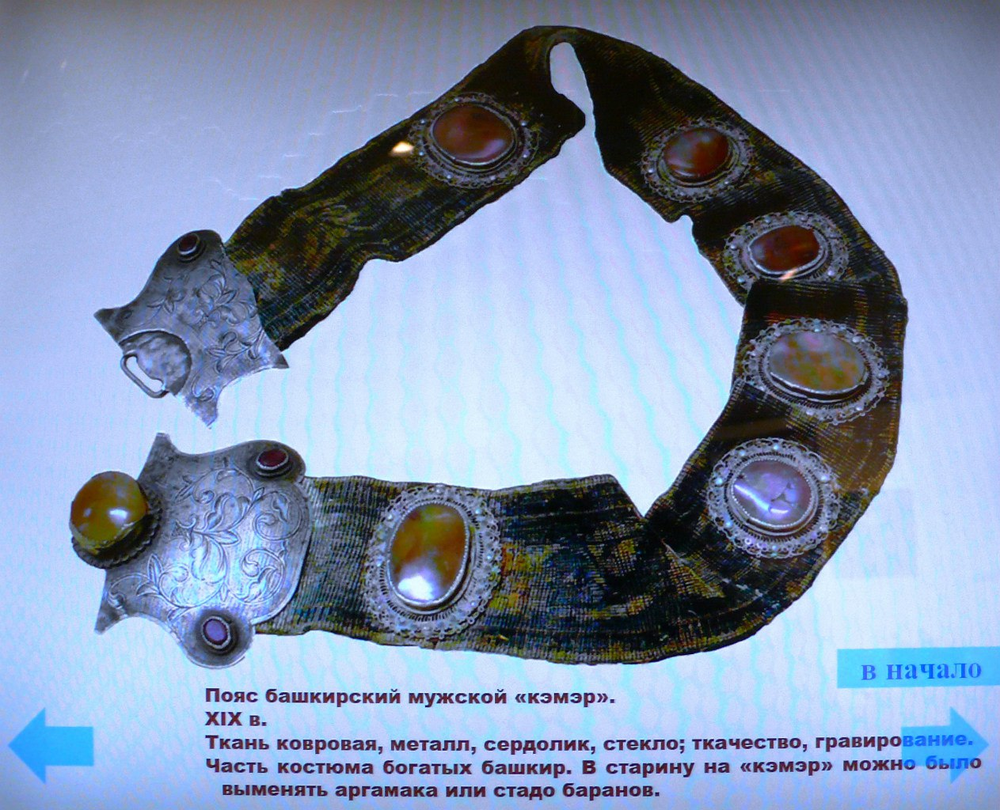 в начало
Пояс башкирский мужской «кэмэр».
XIX в.
Ткань ковровая, металл, сердолик, стекло; ткачество, гравирование.
Часть костюма богатых башкир. В старину на «кэмэр» можно было
выменять аргамака или стадо баранов.